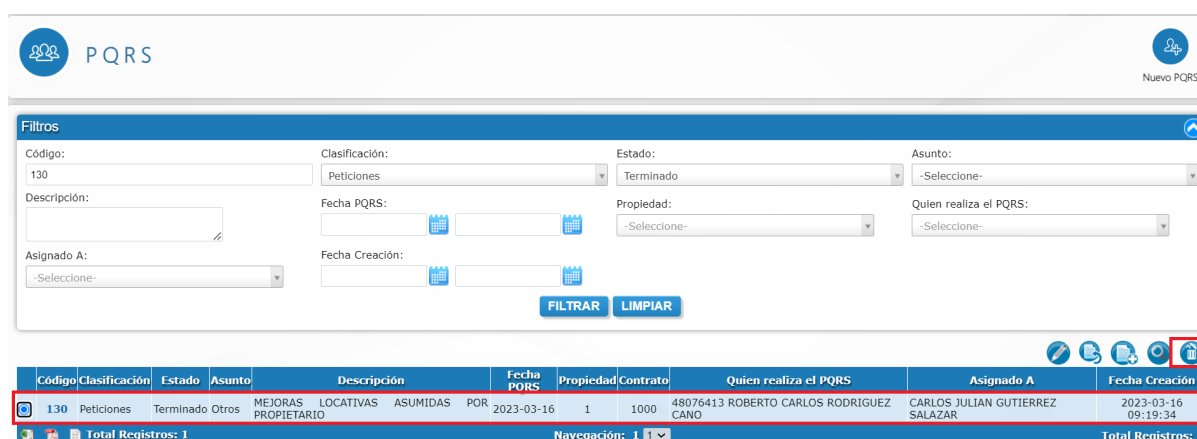 PQRS
Nuevo PQRS
Filtros
Código: Clasificación: Estado: Asunto:
130 Peticiones Terminado -Seleccione-
Descripción: Fecha PQRS: Propiedad: Quien realiza el PQRS:
-Seleccione- -Seleccione-
Asignado A: Fecha Creación:
-Seleccione-
FILTRAR LIMPIAR
Código Clasificación Estado Asunto Descripción Fecha PQRS Propiedad Contrato Quien realiza el PQRS Asignado A Fecha Creación
130 Peticiones Terminado Otros MEJORAS LOCATIVAS ASUMIDAS POR PROPIETARIO 2023-03-16 1 1000 48076413 ROBERTO CARLOS RODRIGUEZ CANO CARLOS JULIAN GUTIERREZ SALAZAR 2023-03-16 09:19:34
Total Registros: 1 Navegación: 1 1 Total Registros: